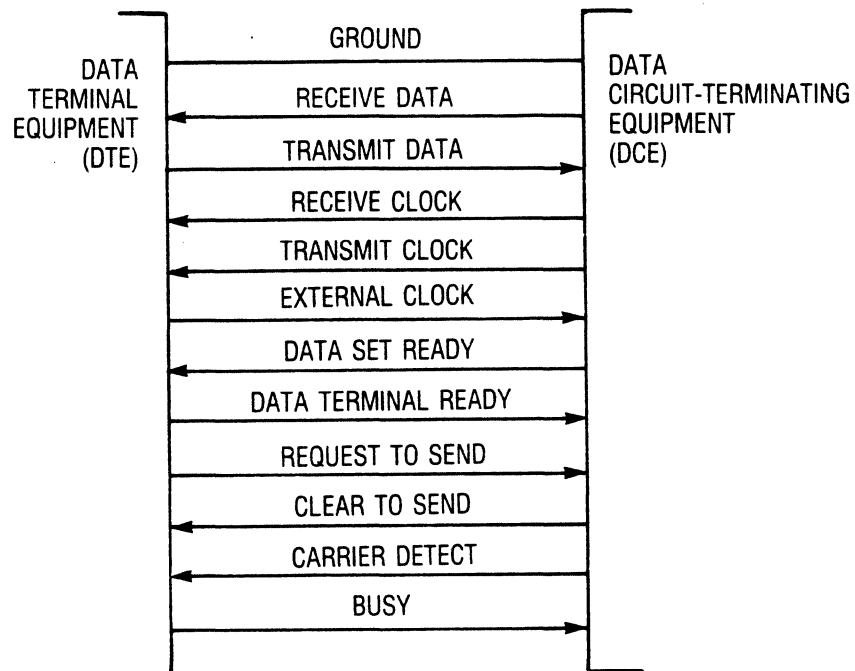 GROUND
DATA
TERMINAL
EQUIPMENT
(DTE)
DATA
CIRCUIT-TERMINATING
EQUIPMENT
(DCE)
RECEIVE DATA
TRANSMIT DATA
RECEIVE CLOCK
TRANSMIT CLOCK
EXTERNAL CLOCK
DATA SET READY
DATA TERMINAL READY
REQUEST TO SEND
CLEAR TO SEND
CARRIER DETECT
BUSY